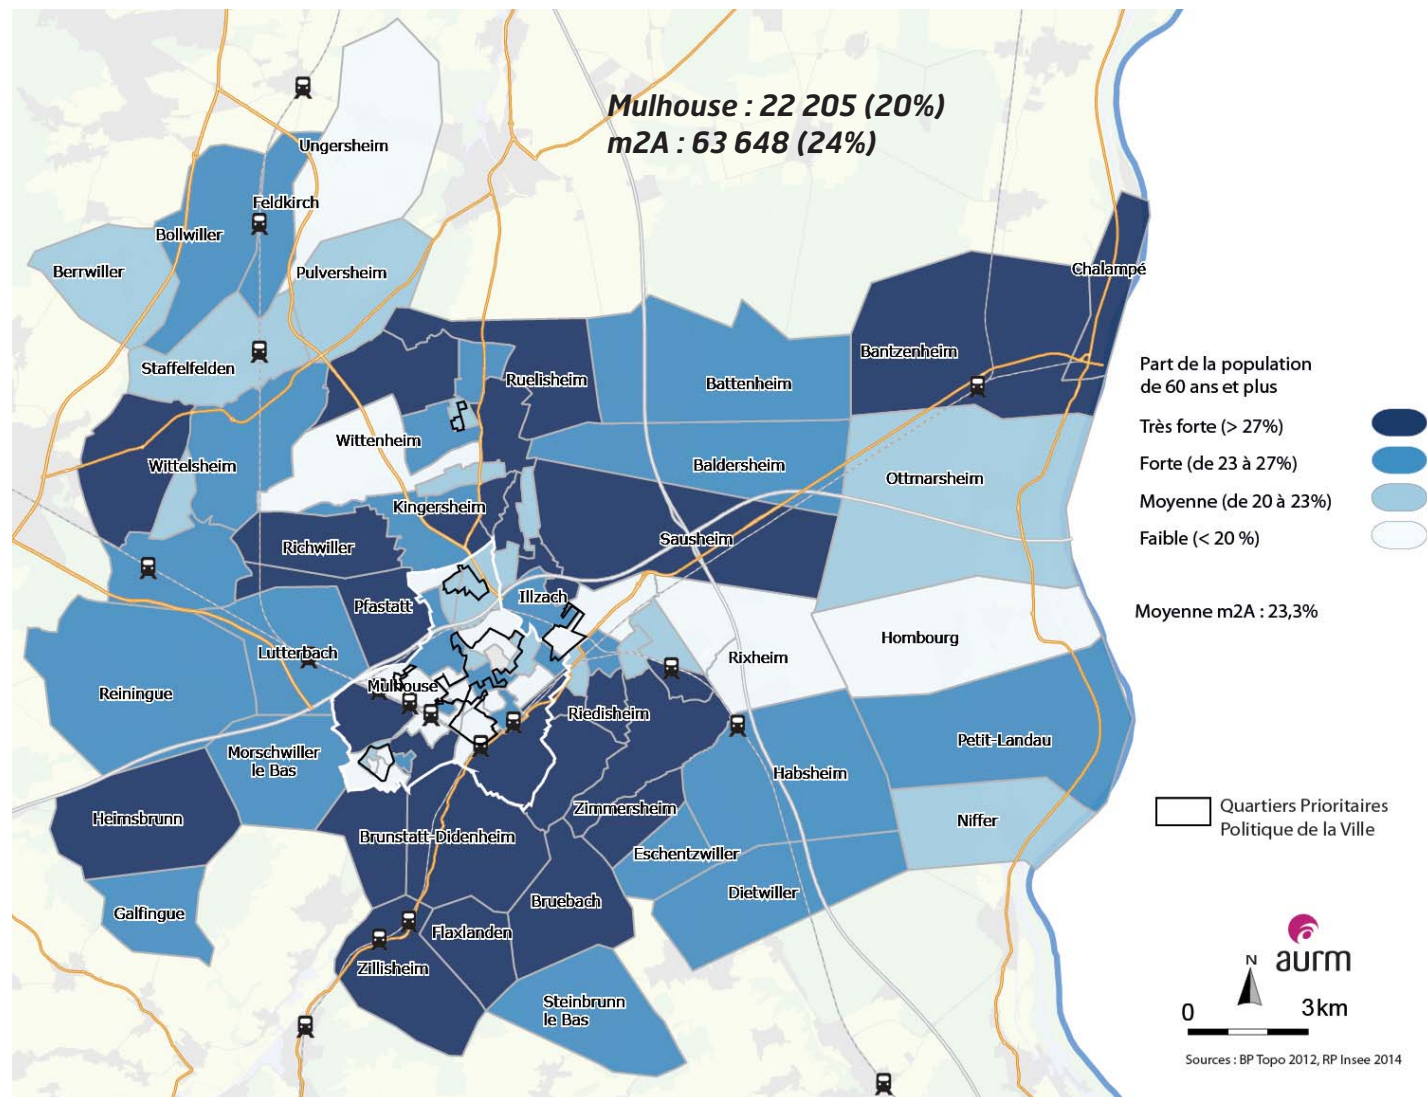 Mulhouse : 22 205 (20%)
m2A : 63 648 (24%)
Ungersheim
Feldkirch
Bollwiller
Berrwiller
Pulversheim
Staffelfelden
Chalampé
Bantzenheim
Ruelisheim
Battenheim
Wittenheim
Wittelsheim
Baldersheim
Ottmarsheim
Kingersheim
Richwiller
Sausheim
Pfastatt
Illzach
Hombourg
Lutterbach
Rixheim
Mulhouse
Reiningue
Riedisheim
Morschwiller
le Bas
Petit-Landau
Habsheim
Zimmersheim
Heimsbrunn
Niffer
Brunstatt-Didenheim
Eschentzwiller
Dietwiller
Bruebach
Galfingue
Flaxlanden
Zillisheim
Steinbrunn
le Bas
Part de la population
de 60 ans et plus
Très forte (> 27%)
Forte (de 23 à 27%)
Moyenne (de 20 à 23%)
Faible (< 20 %)
Moyenne m2A : 23,3%
Quartiers Prioritaires
Politique de la Ville
N
aurm
0 3km
Sources : BP Topo 2012, RP Insee 2014